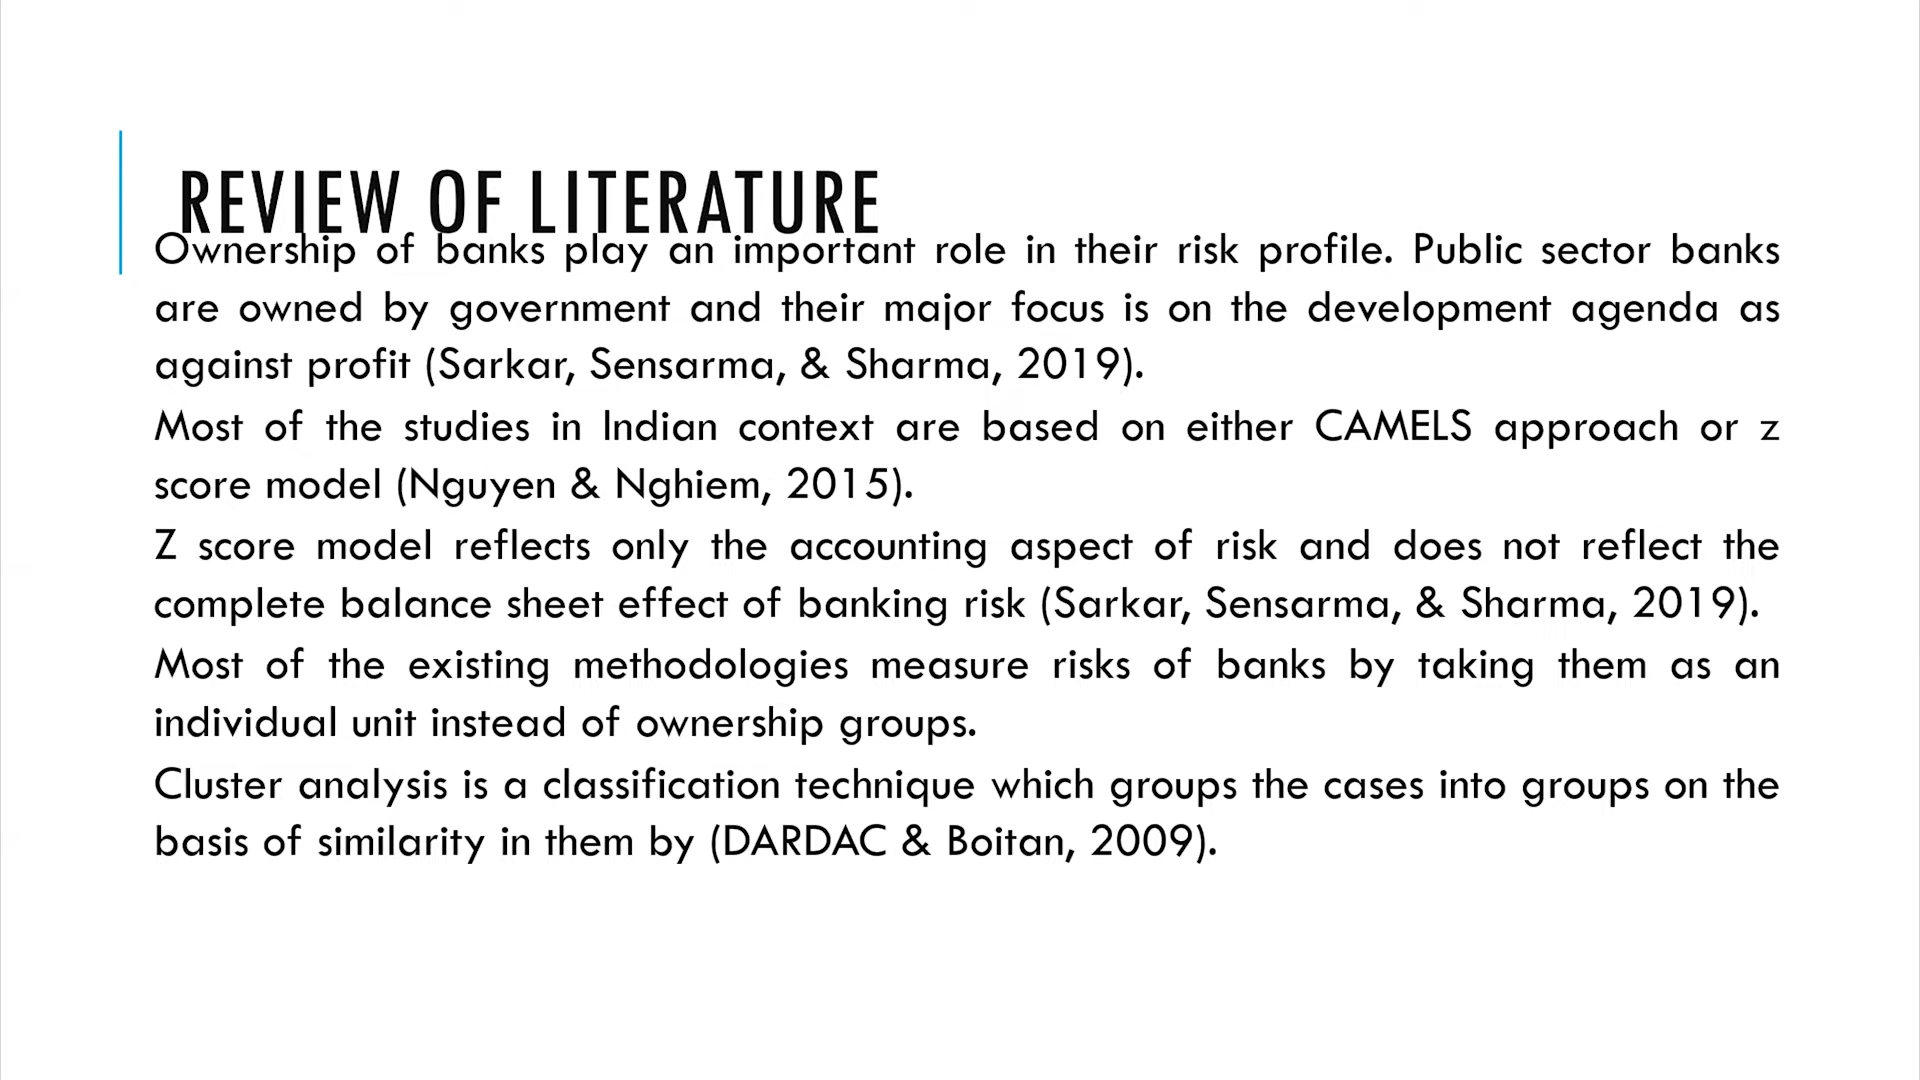 REVIEW OF LITERATURE
Ownership of banks play an important role in their risk profile. Public sector banks
are owned by government and their major focus is on the development agenda as
against profit (Sarkar, Sensarma, & Sharma, 2019).
Most of the studies in Indian context are based on either CAMELS approach or z
score model (Nguyen & Nghiem, 2015).
Z score model reflects only the accounting aspect of risk and does not reflect the
complete balance sheet effect of banking risk (Sarkar, Sensarma, & Sharma, 2019).
Most of the existing methodologies measure risks of banks by taking them as an
individual unit instead of ownership groups.
Cluster analysis is a classification technique which groups the cases into groups on the
basis of similarity in them by (DARDAC & Boitan, 2009).